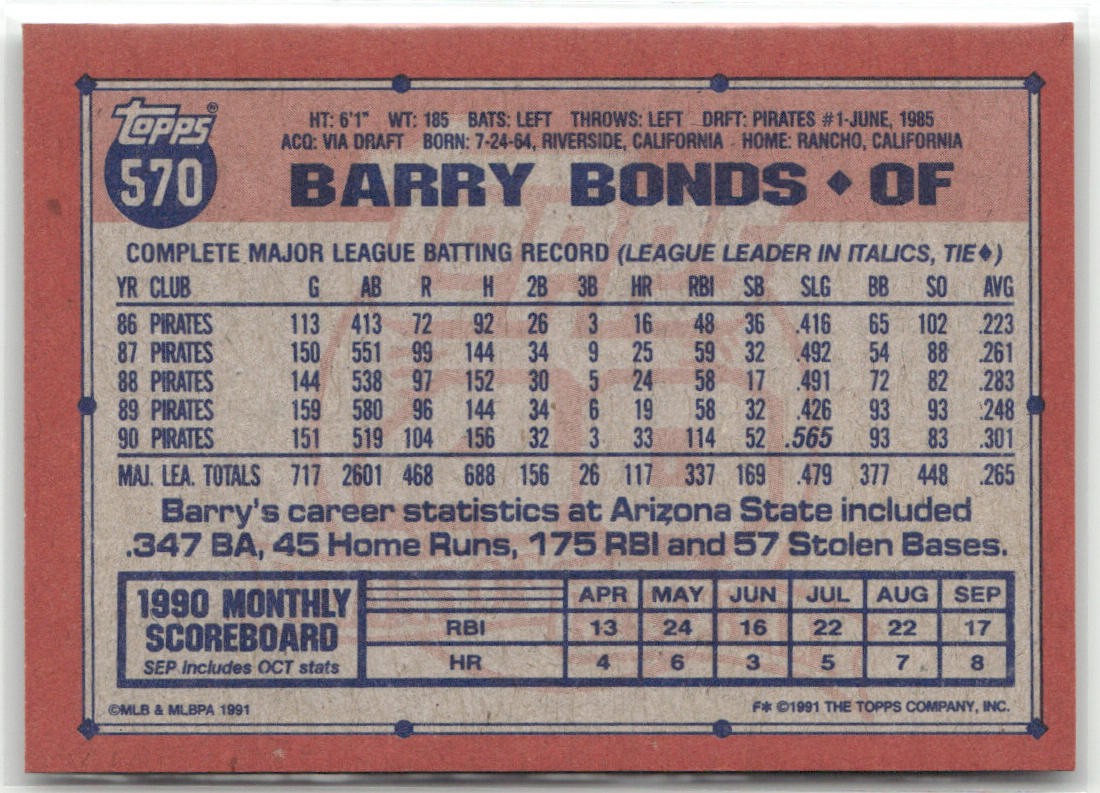 topps®
570
HT: 6'1" WT: 185 BATS: LEFT THROWS: LEFT DRFT: PIRATES #1-JUNE, 1985
ACQ: VIA DRAFT BORN: 7-24-64, RIVERSIDE, CALIFORNIA HOME: RANCHO, CALIFORNIA
BARRY BONDS ♦ OF
COMPLETE MAJOR LEAGUE BATTING RECORD (LEAGUE LEADER IN ITALICS, TIE♦)
YR CLUB G AB R H 2B 3B HR RBI SB SLG BB SO AVG
86 PIRATES 113 413 72 92 26 3 16 48 36 .416 65 102 .223
87 PIRATES 150 551 99 144 34 9 25 59 32 .492 54 88 .261
88 PIRATES 144 538 97 152 30 5 24 58 17 .491 72 82 .283
89 PIRATES 159 580 96 144 34 6 19 58 32 .426 93 93 .248
90 PIRATES 151 519 104 156 32 3 33 114 52 .565 93 83 .301
MAJ. LEA. TOTALS 717 2601 468 688 156 26 117 337 169 .479 377 448 .265
Barry's career statistics at Arizona State included
.347 BA, 45 Home Runs, 175 RBI and 57 Stolen Bases.
1990 MONTHLY
SCOREBOARD
SEP includes OCT stats
APR MAY JUN JUL AUG SEP
RBI 13 24 16 22 22 17
HR 4 6 3 5 7 8
©MLB & MLBPA 1991
F* ©1991 THE TOPPS COMPANY, INC.